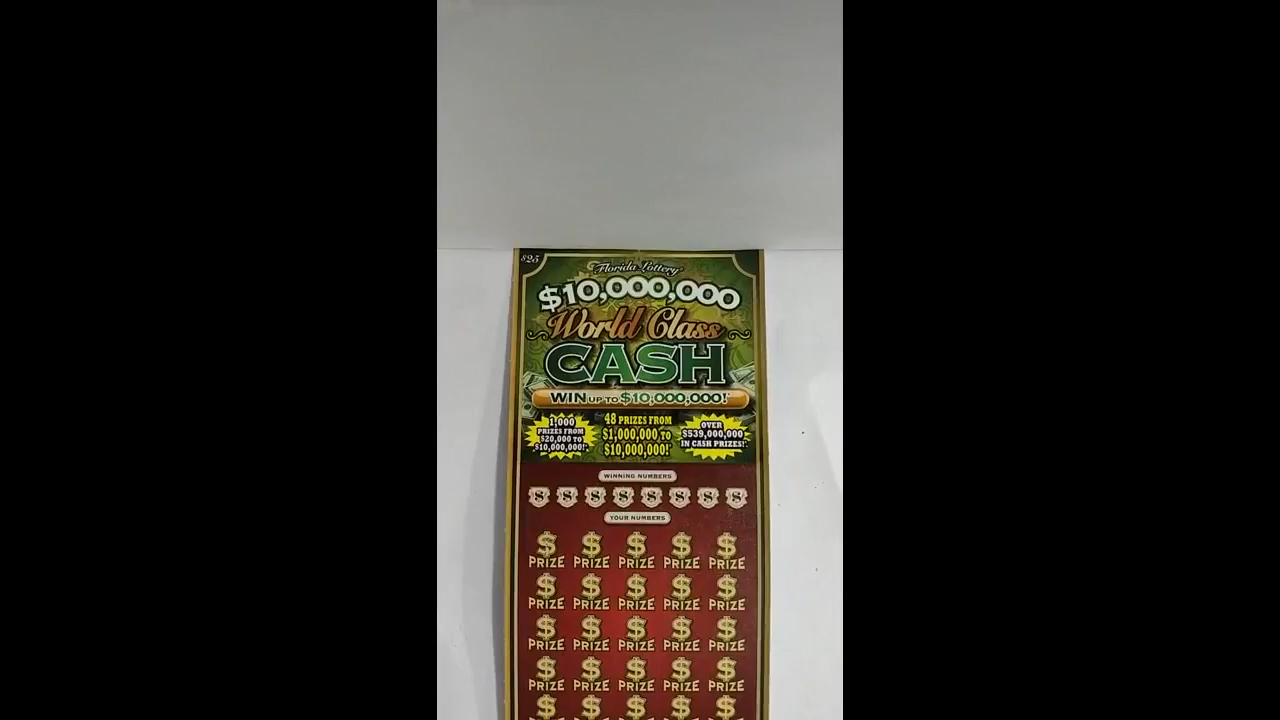 $25
Florida Lottery
$10,000,000
World Class
CASH
WIN UP TO $10,000,000!*
1,000
PRIZES FROM
$20,000 TO
$10,000,000!*
48 PRIZES FROM
$1,000,000 TO
$10,000,000!*
OVER
$539,000,000
IN CASH PRIZES!*
WINNING NUMBERS
$ $ $ $ $ $ $ $
YOUR NUMBERS
$ $ $ $ $
PRIZE PRIZE PRIZE PRIZE PRIZE
$ $ $ $ $
PRIZE PRIZE PRIZE PRIZE PRIZE
$ $ $ $ $
PRIZE PRIZE PRIZE PRIZE PRIZE
$ $ $ $ $
PRIZE PRIZE PRIZE PRIZE PRIZE
$ $ $ $ $